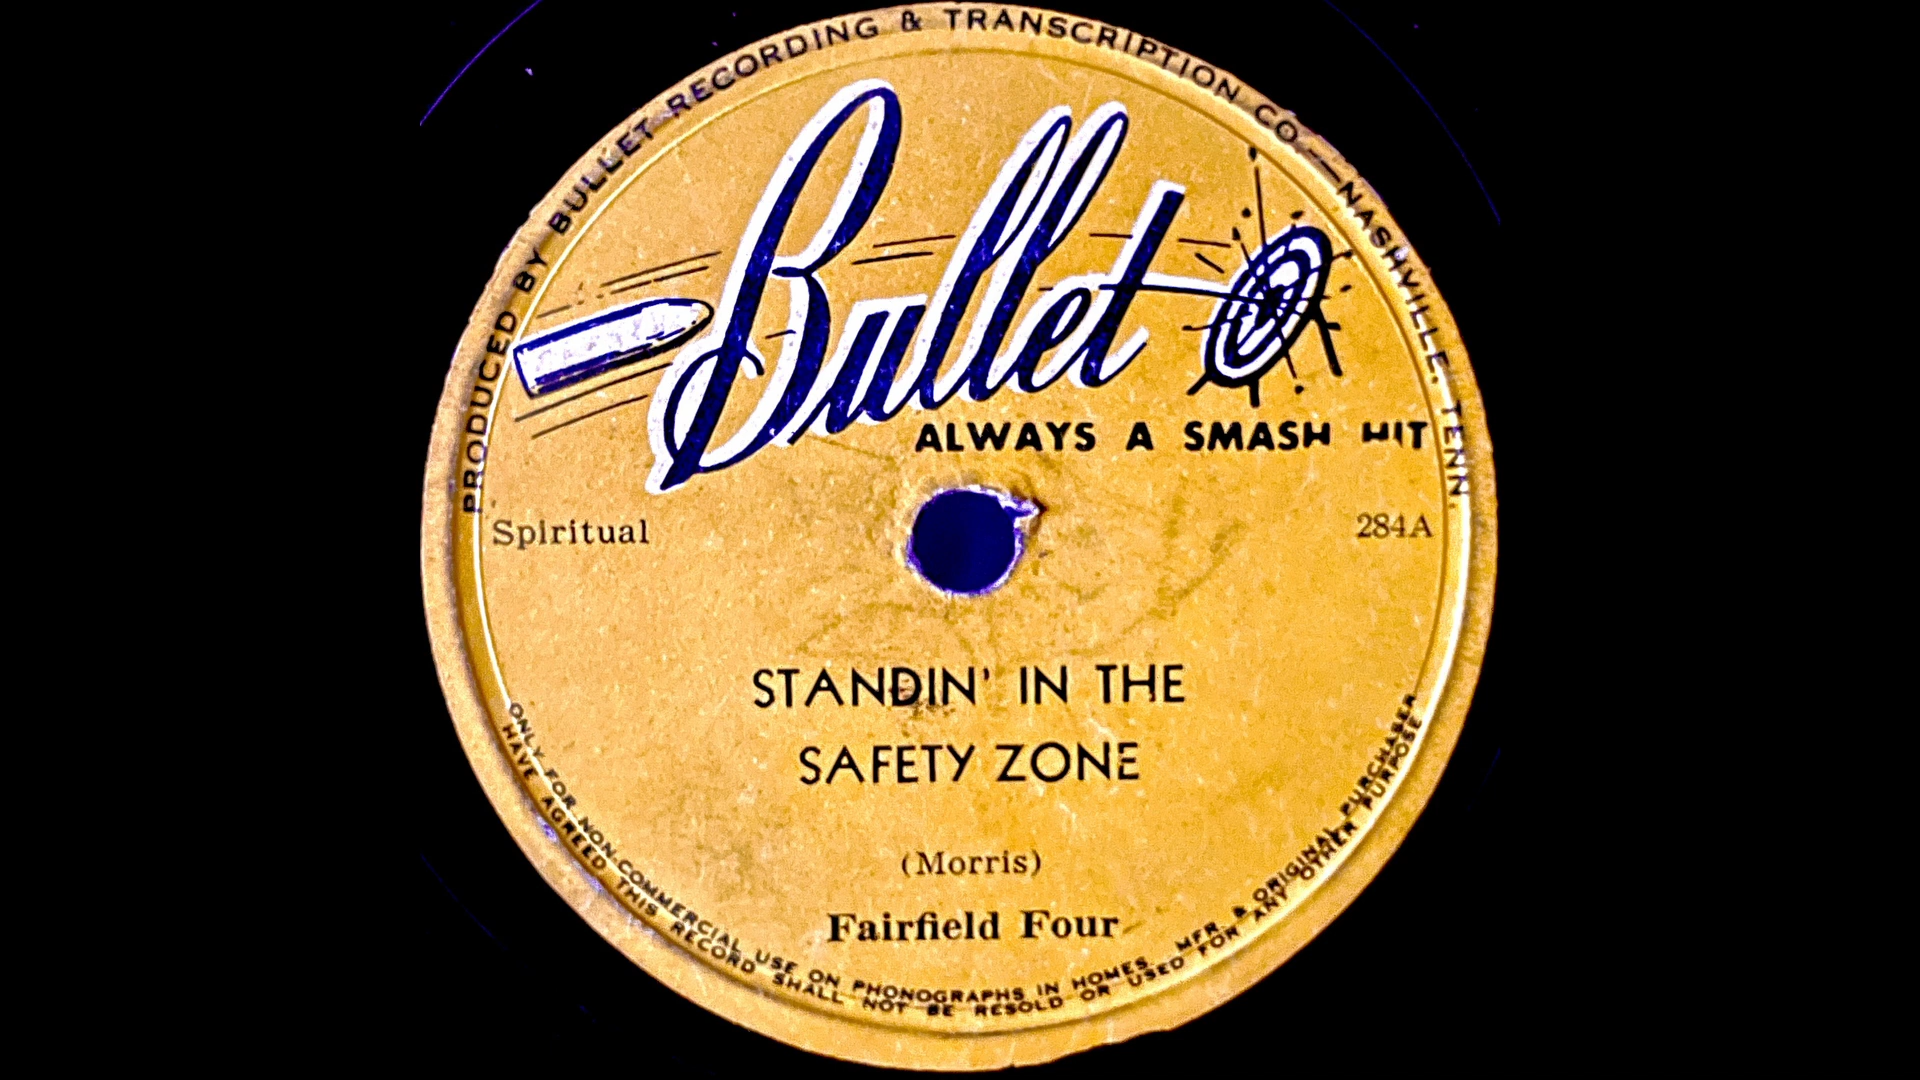 PRODUCED BY BULLET RECORDING & TRANSCRIPTION CO.—NASHVILLE, TENN.
Bullet
ALWAYS A SMASH HIT
Spiritual
284A
STANDIN' IN THE
SAFETY ZONE
(Morris)
Fairfield Four
ONLY FOR NON-COMMERCIAL USE ON PHONOGRAPHS IN HOMES. MFR. & ORIGINAL PURCHASER
HAVE AGREED THIS RECORD SHALL NOT BE RESOLD OR USED FOR ANY OTHER PURPOSE